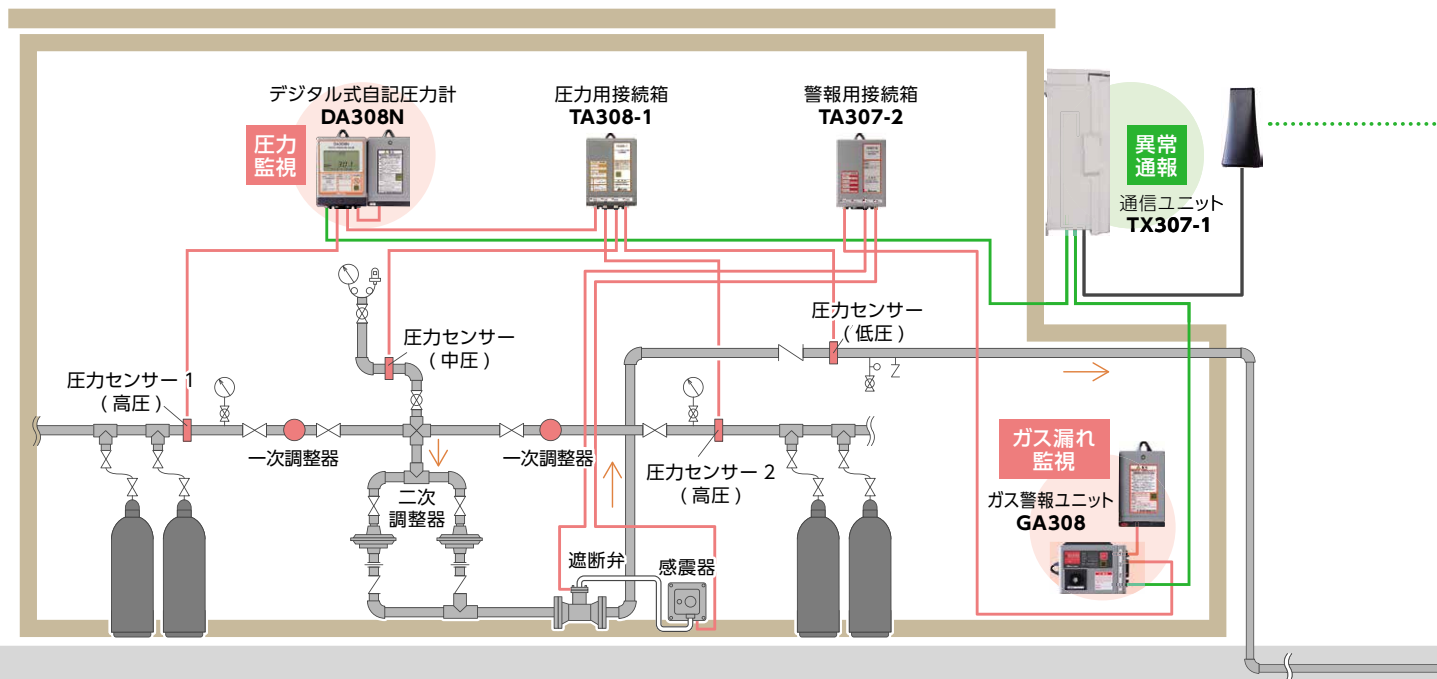 デジタル式自記圧力計
DA308N
圧力
監視
圧力用接続箱
TA308-1
警報用接続箱
TA307-2
異常
通報
通信ユニット
TX307-1
圧力センサー
(中圧)
圧力センサー
(低圧)
圧力センサー 1
(高圧)
一次調整器
一次調整器
圧力センサー 2
(高圧)
二次
調整器
遮断弁
感震器
ガス漏れ
監視
ガス警報ユニット
GA308